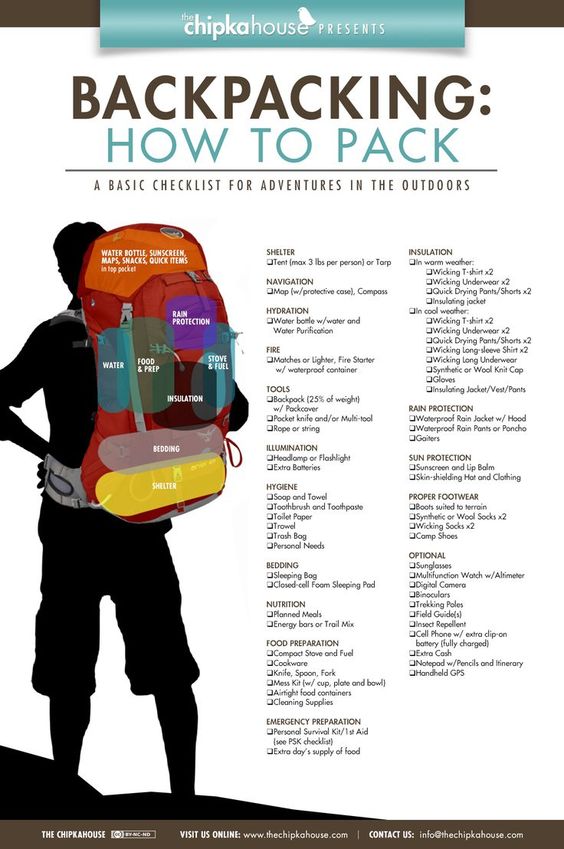 the chipkahouse PRESENTS
BACKPACKING:
HOW TO PACK
A BASIC CHECKLIST FOR ADVENTURES IN THE OUTDOORS
WATER BOTTLE, SUNSCREEN,
MAPS, SNACKS, QUICK ITEMS
in top pocket
RAIN
PROTECTION
WATER
FOOD
& PREP
STOVE
& FUEL
INSULATION
BEDDING
SHELTER
SHELTER
❑Tent (max 3 lbs per person) or Tarp
NAVIGATION
❑Map (w/protective case), Compass
HYDRATION
❑Water bottle w/water and
Water Purification
FIRE
❑Matches or Lighter, Fire Starter
w/ waterproof container
TOOLS
❑Backpack (25% of weight)
w/ Packcover
❑Pocket knife and/or Multi-tool
❑Rope or string
ILLUMINATION
❑Headlamp or Flashlight
❑Extra Batteries
HYGIENE
❑Soap and Towel
❑Toothbrush and Toothpaste
❑Toilet Paper
❑Trowel
❑Trash Bag
❑Personal Needs
BEDDING
❑Sleeping Bag
❑Closed-cell Foam Sleeping Pad
NUTRITION
❑Planned Meals
❑Energy bars or Trail Mix
FOOD PREPARATION
❑Compact Stove and Fuel
❑Cookware
❑Knife, Spoon, Fork
❑Mess Kit (w/ cup, plate and bowl)
❑Airtight food containers
❑Cleaning Supplies
EMERGENCY PREPARATION
❑Personal Survival Kit/1st Aid
(see PSK checklist)
❑Extra day's supply of food
INSULATION
❑In warm weather:
❑Wicking T-shirt x2
❑Wicking Underwear x2
❑Quick Drying Pants/Shorts x2
❑Insulating jacket
❑In cool weather:
❑Wicking T-shirt x2
❑Wicking Underwear x2
❑Quick Drying Pants/Shorts x2
❑Wicking Long-sleeve Shirt x2
❑Wicking Long Underwear
❑Synthetic or Wool Knit Cap
❑Gloves
❑Insulating Jacket/Vest/Pants
RAIN PROTECTION
❑Waterproof Rain Jacket w/ Hood
❑Waterproof Rain Pants or Poncho
❑Gaiters
SUN PROTECTION
❑Sunscreen and Lip Balm
❑Skin-shielding Hat and Clothing
PROPER FOOTWEAR
❑Boots suited to terrain
❑Synthetic or Wool Socks x2
❑Wicking Socks x2
❑Camp Shoes
OPTIONAL
❑Sunglasses
❑Multifunction Watch w/Altimeter
❑Digital Camera
❑Binoculars
❑Trekking Poles
❑Field Guide(s)
❑Insect Repellent
❑Cell Phone w/ extra clip-on
battery (fully charged)
❑Extra Cash
❑Notepad w/Pencils and Itinerary
❑Handheld GPS
THE CHIPKAHOUSE (cc) BY-NC-ND VISIT US ONLINE: www.thechipkahouse.com | CONTACT US: info@thechipkahouse.com